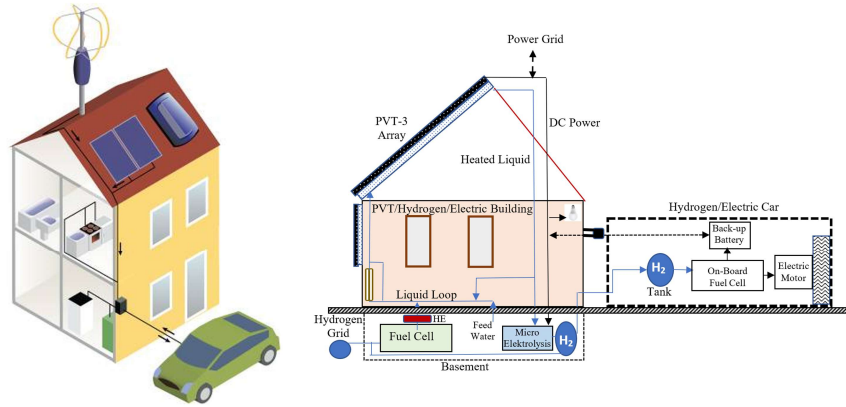 Power Grid
PVT-3
Array
DC Power
Heated Liquid
PVT/Hydrogen/Electric Building
Hydrogen/Electric Car
Back-up
Battery
H2
Tank
On-Board
Fuel Cell
Electric
Motor
Liquid Loop
Hydrogen
Grid
HE
Fuel Cell
Feed
Water
Micro
Elektrolysis
H2
Basement